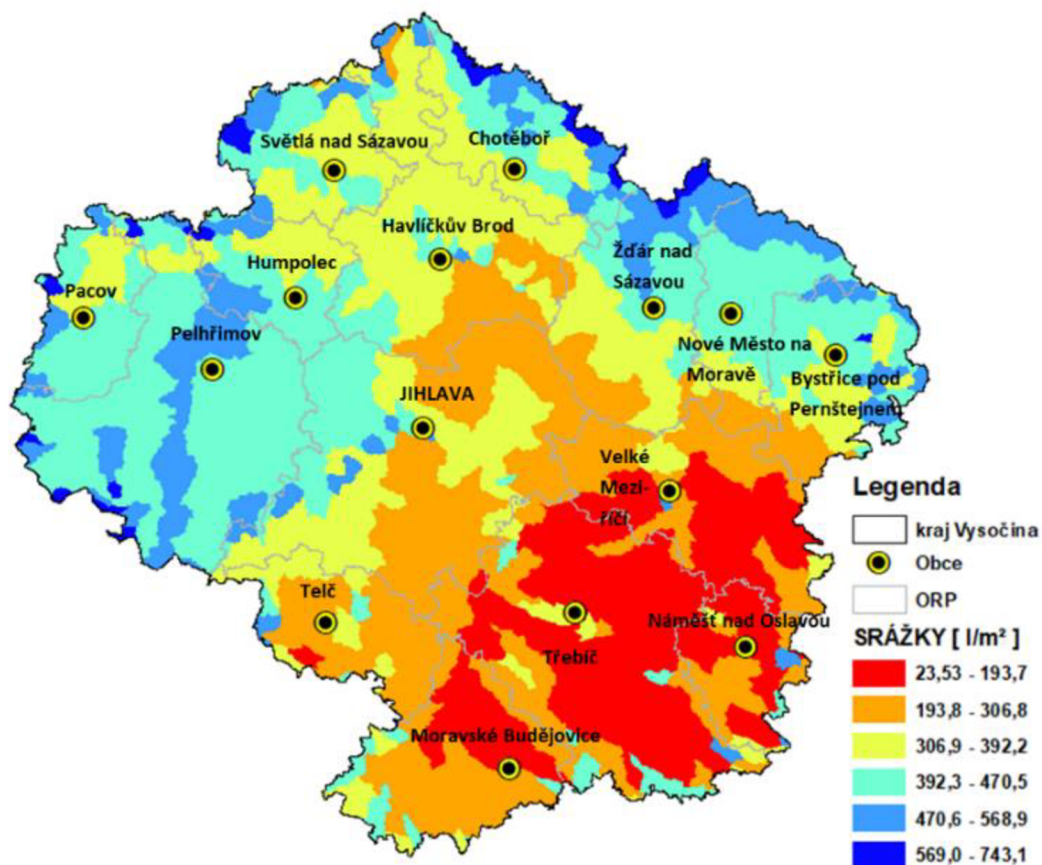 Světlá nad Sázavou
Chotěboř
Havlíčkův Brod
Žďár nad
Sázavou
Humpolec
Pacov
Pelhřimov
Nové Město na
Moravě
Bystřice pod
Pernštejnem
JIHLAVA
Velké
Mezi-
říčí
Telč
Třebíč
Náměšt nad Oslavou
Moravské Budějovice
Legenda
kraj Vysočina
Obce
ORP
SRÁŽKY [ l/m² ]
23,53 - 193,7
193,8 - 306,8
306,9 - 392,2
392,3 - 470,5
470,6 - 568,9
569,0 - 743,1